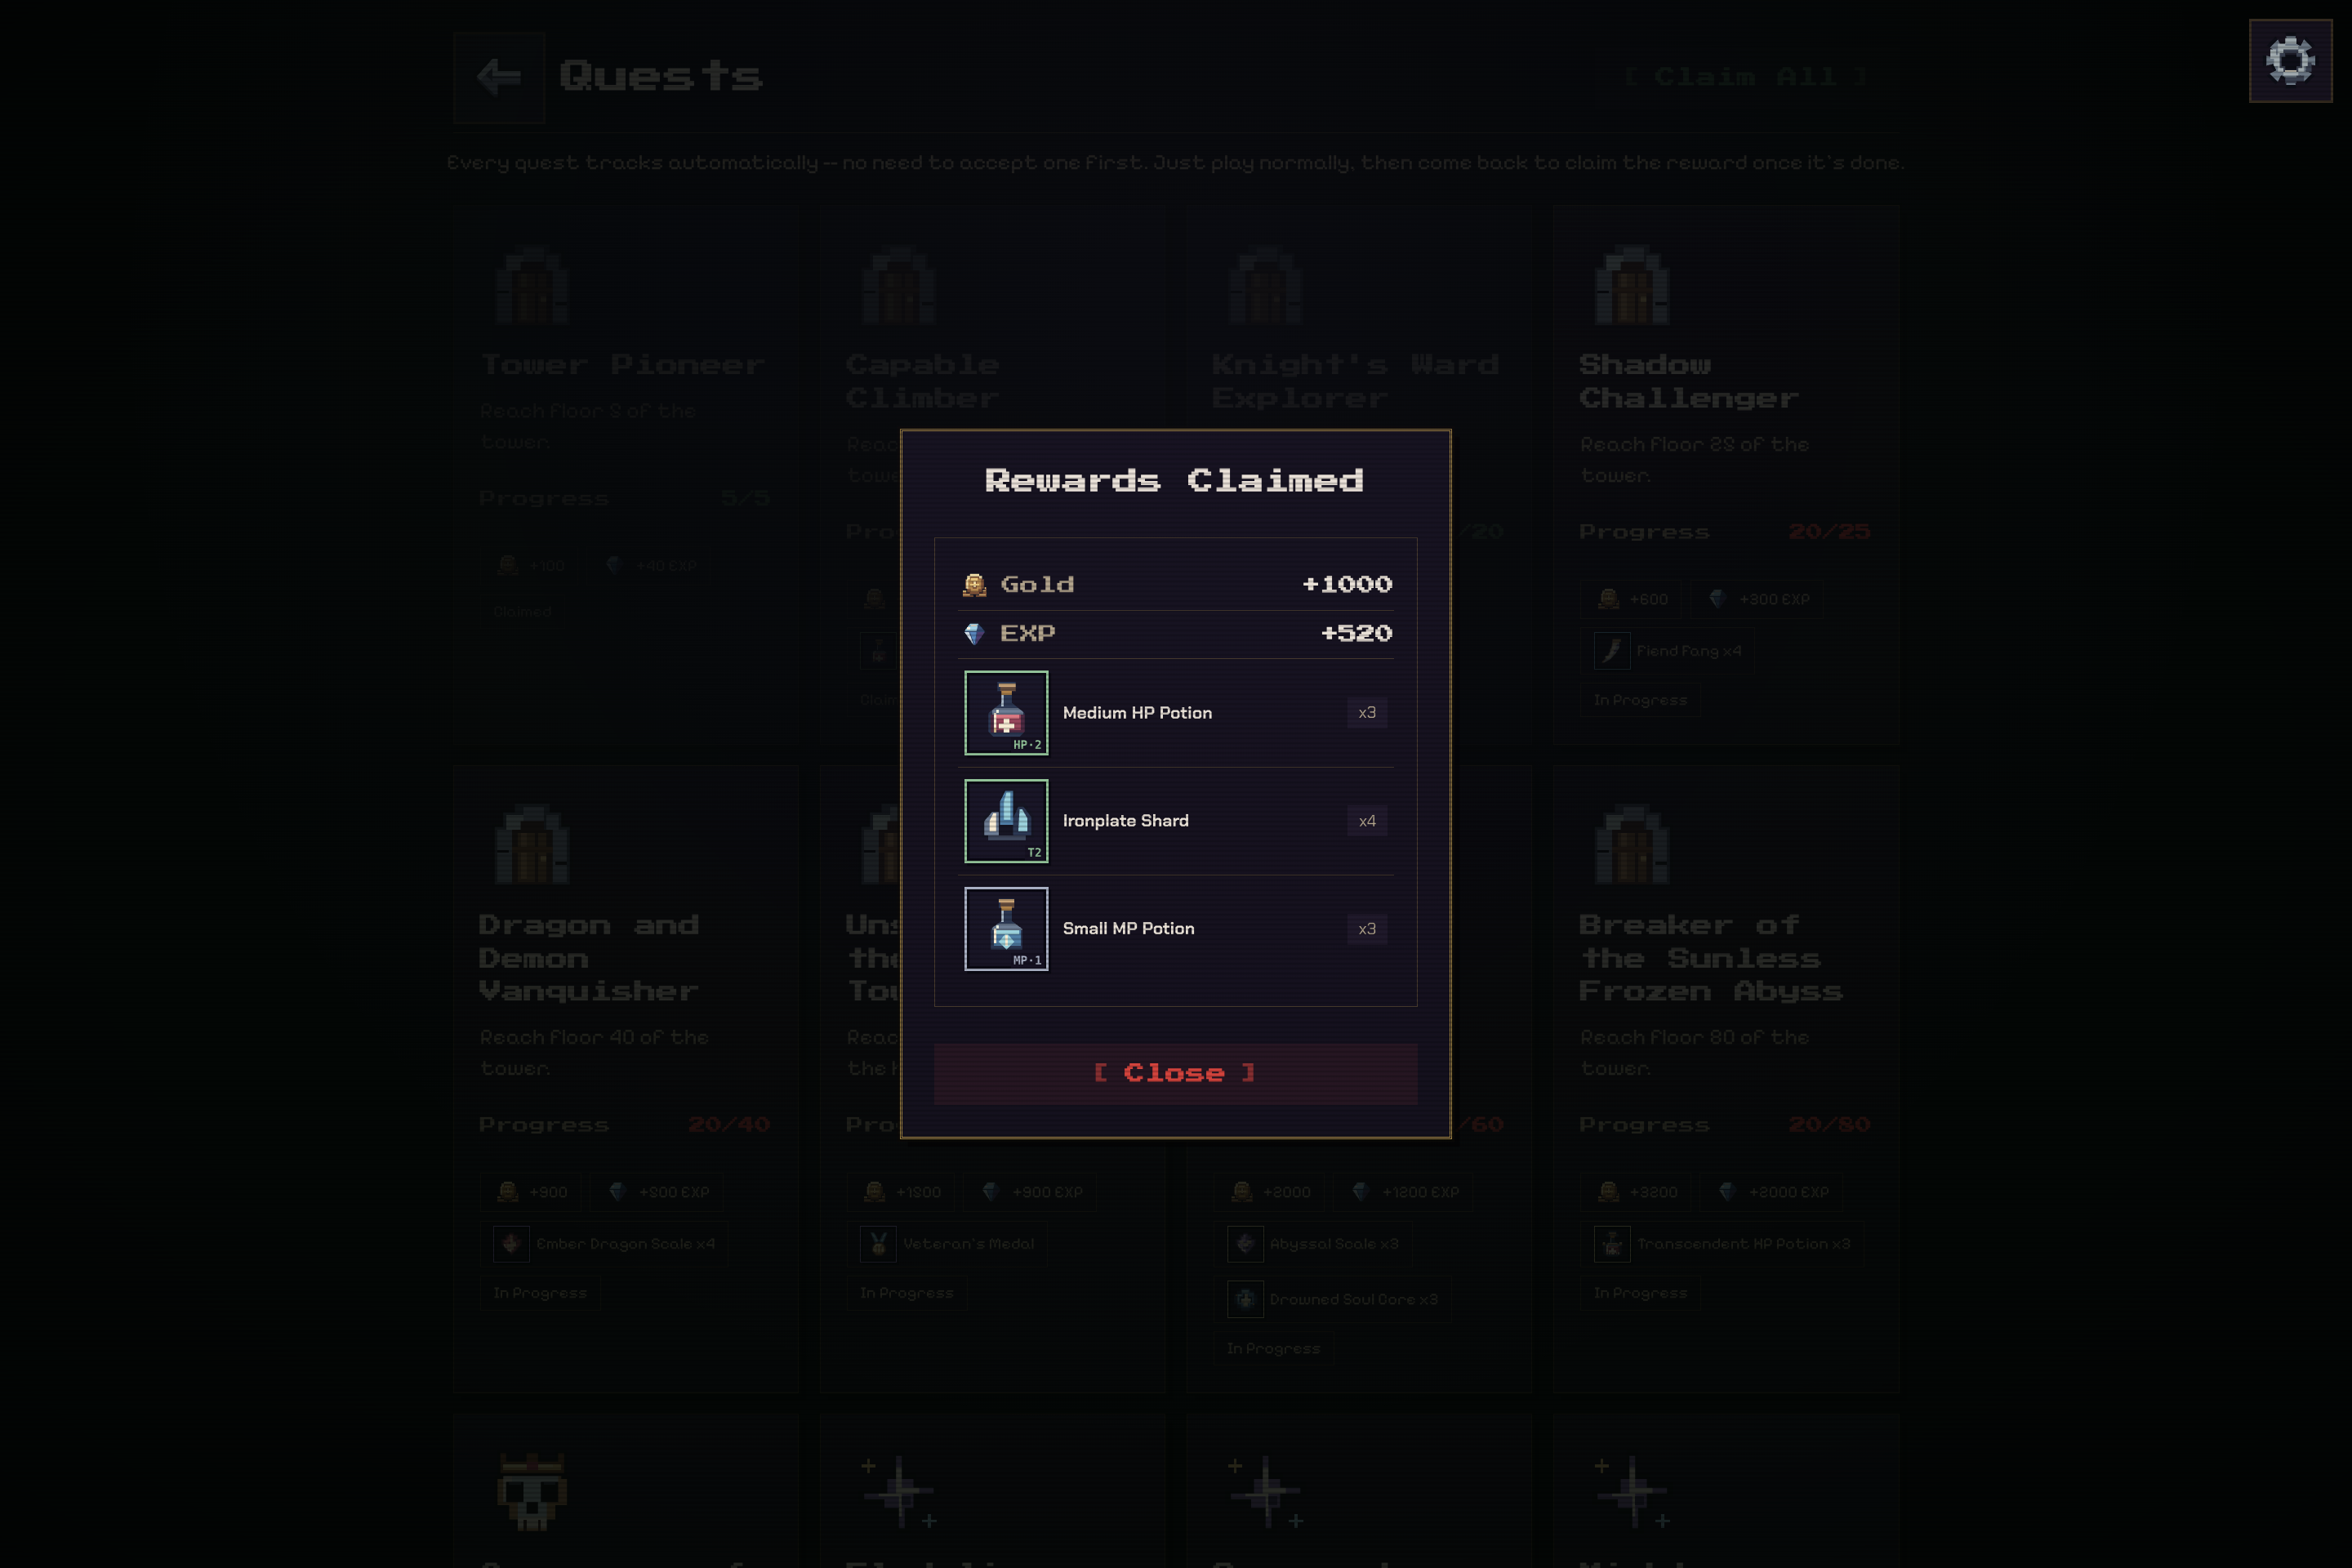 Quests
[ Claim All ]
Every quest tracks automatically -- no need to accept one first. Just play normally, then come back to claim the reward once it's done.
Tower Pioneer
Reach Floor 5 of the
tower.
Progress 5/5
+100 +40 EXP
Claimed
Capable
Climber
Knight's Ward
Explorer
/20
Shadow
Challenger
Reach Floor 25 of the
tower.
Progress 20/25
+600 +300 EXP
Fiend Fang x4
In Progress
Rewards Claimed
Gold +1000
EXP +520
HP·2 Medium HP Potion x3
T2 Ironplate Shard x4
MP·1 Small MP Potion x3
[ Close ]
Dragon and
Demon
Vanquisher
Reach Floor 40 of the
tower.
Progress 20/40
+900 +500 EXP
Ember Dragon Scale x4
In Progress
+1500 +900 EXP
Veteran's Medal
In Progress
/60
+2000 +1200 EXP
Abyssal Scale x3
Drowned Soul Core x3
In Progress
Breaker of
the Sunless
Frozen Abyss
Reach Floor 80 of the
tower.
Progress 20/80
+3200 +2000 EXP
Transcendent HP Potion x3
In Progress